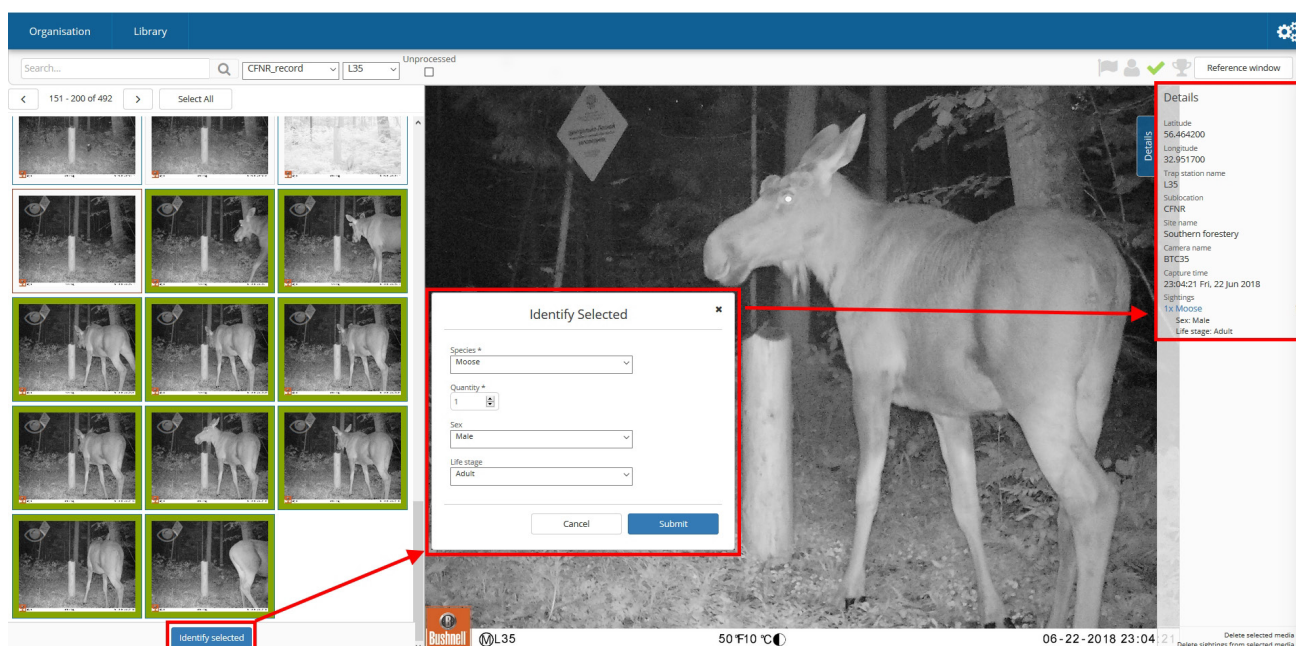 Organisation
Library
Search...
CFNR_record
L35
Unprocessed
Reference window
151 - 200 of 492
Select All
Details
Details
Latitude
56.464200
Longitude
32.951700
Trap station name
L35
Sublocation
CFNR
Site name
Southern forestery
Camera name
BTC35
Capture time
23:04:21 Fri, 22 Jun 2018
Sightings
1x Moose
Sex: Male
Life stage: Adult
Identify Selected
Species *
Moose
Quantity *
1
Sex
Male
Life stage
Adult
Cancel
Submit
Identify selected
Bushnell
M L35
50°F10 °C
06-22-2018 23:04:21
Delete selected media
Delete sightings from selected media